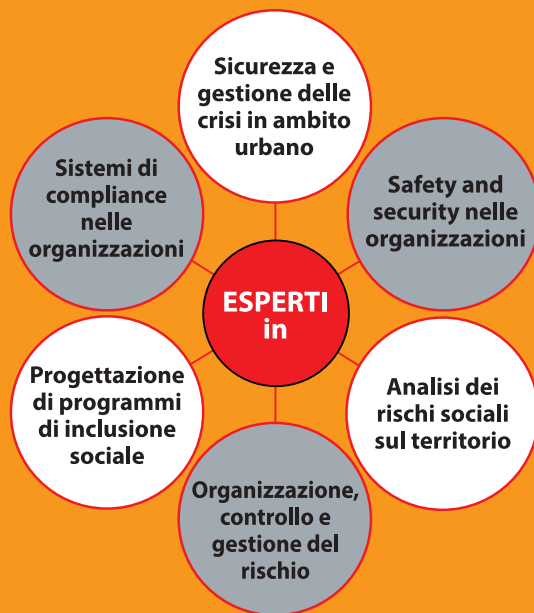 Sicurezza e
gestione delle
crisi in ambito
urbano
Sistemi di
compliance
nelle
organizzazioni
Safety and
security nelle
organizzazioni
ESPERTI
in
Progettazione
di programmi
di inclusione
sociale
Analisi dei
rischi sociali
sul territorio
Organizzazione,
controllo e
gestione del
rischio